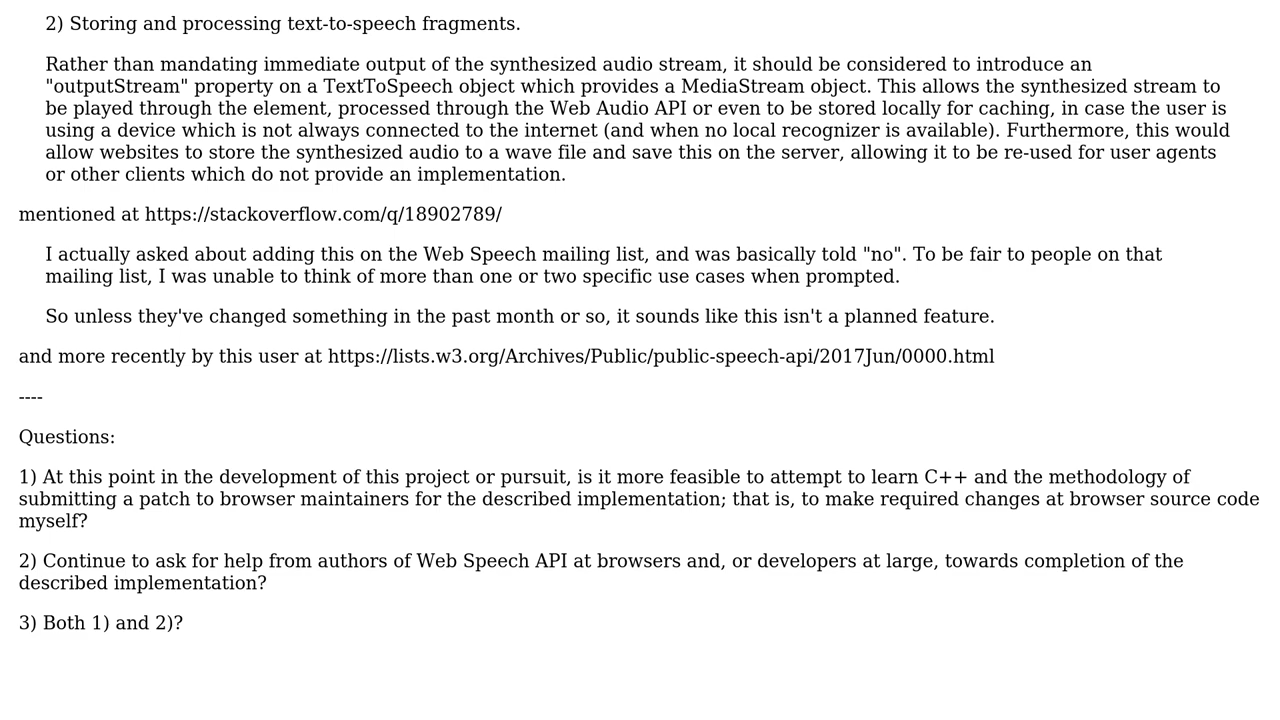 2) Storing and processing text-to-speech fragments.
Rather than mandating immediate output of the synthesized audio stream, it should be considered to introduce an
"outputStream" property on a TextToSpeech object which provides a MediaStream object. This allows the synthesized stream to
be played through the element, processed through the Web Audio API or even to be stored locally for caching, in case the user is
using a device which is not always connected to the internet (and when no local recognizer is available). Furthermore, this would
allow websites to store the synthesized audio to a wave file and save this on the server, allowing it to be re-used for user agents
or other clients which do not provide an implementation.
mentioned at https://stackoverflow.com/q/18902789/
I actually asked about adding this on the Web Speech mailing list, and was basically told "no". To be fair to people on that
mailing list, I was unable to think of more than one or two specific use cases when prompted.
So unless they've changed something in the past month or so, it sounds like this isn't a planned feature.
and more recently by this user at https://lists.w3.org/Archives/Public/public-speech-api/2017Jun/0000.html
----
Questions:
1) At this point in the development of this project or pursuit, is it more feasible to attempt to learn C++ and the methodology of
submitting a patch to browser maintainers for the described implementation; that is, to make required changes at browser source code
myself?
2) Continue to ask for help from authors of Web Speech API at browsers and, or developers at large, towards completion of the
described implementation?
3) Both 1) and 2)?